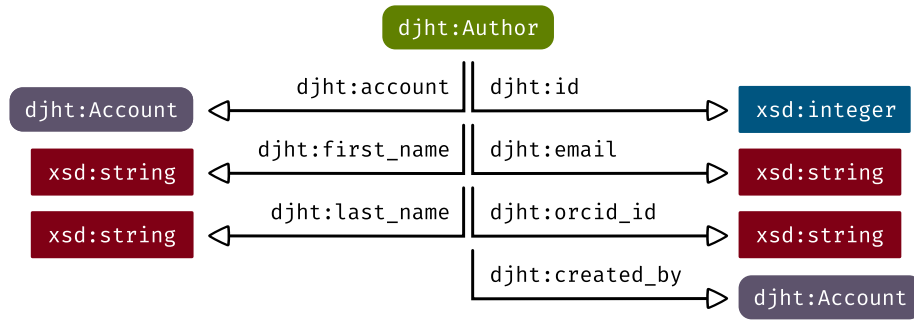 djht:Author
djht:account djht:id
djht:Account xsd:integer
djht:first_name djht:email
xsd:string xsd:string
djht:last_name djht:orcid_id
xsd:string xsd:string
djht:created_by
djht:Account